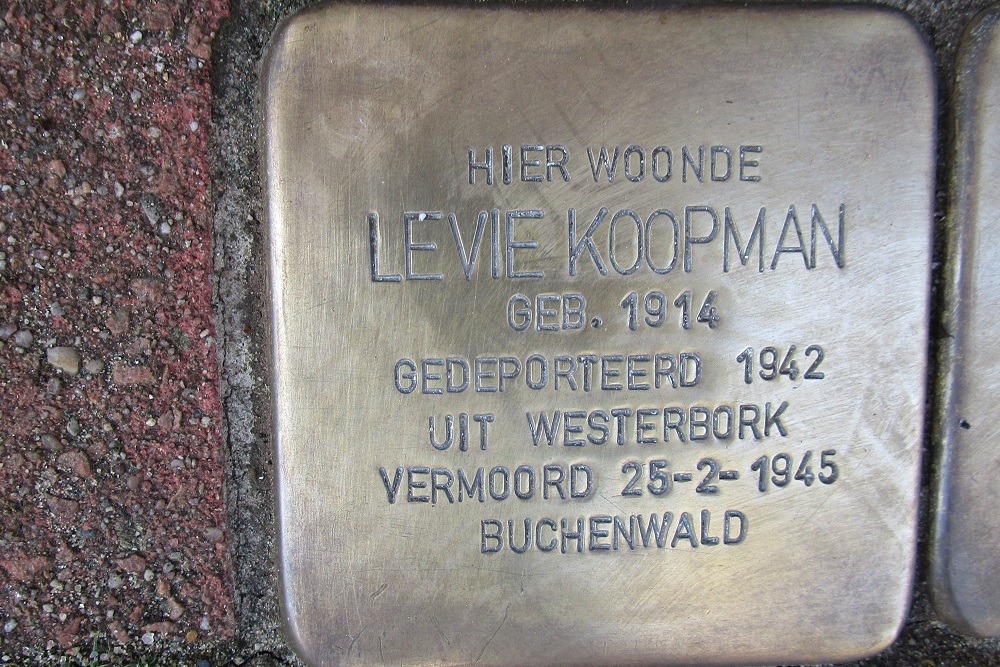 HIER WOONDE
LEVIE KOOPMAN
GEB. 1914
GEDEPORTEERD 1942
UIT WESTERBORK
VERMOORD 25-2-1945
BUCHENWALD